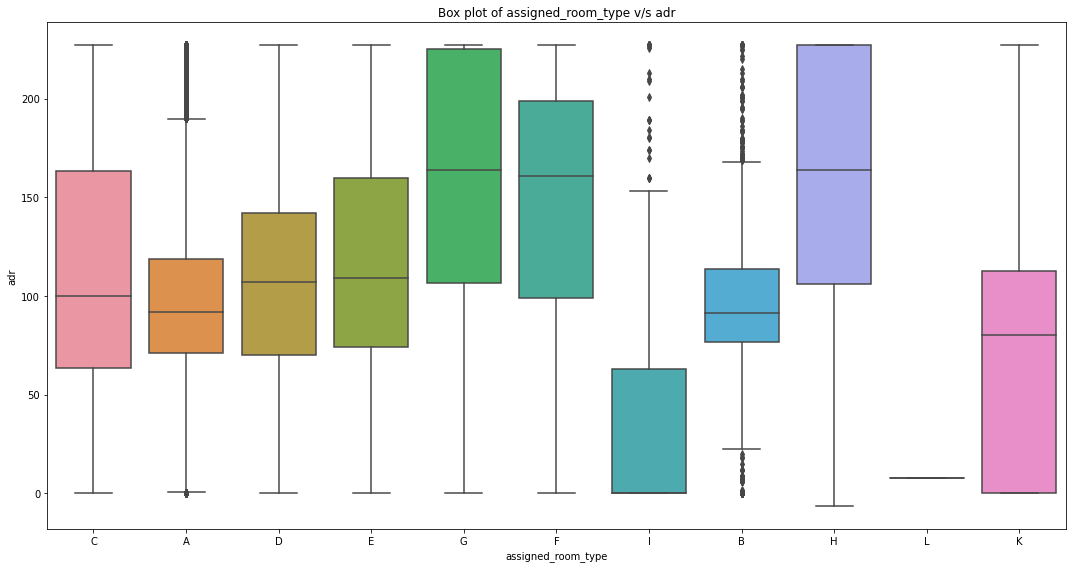 Box plot of assigned_room_type v/s adr
adr
200
150
100
50
0
C A D E G F I B H L K
assigned_room_type